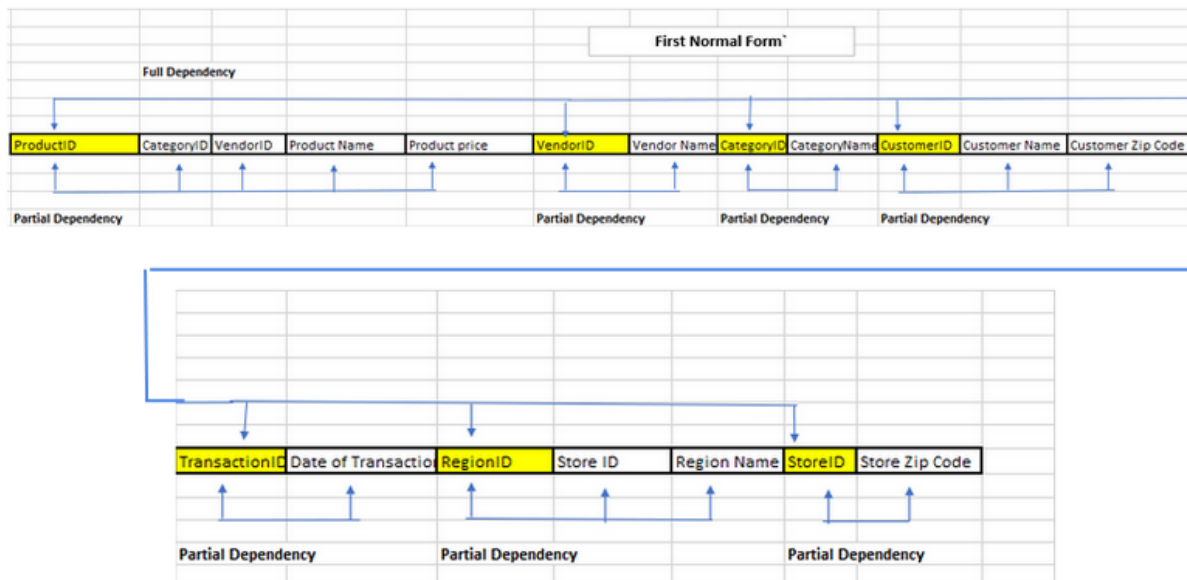 First Normal Form`
Full Dependency
ProductID CategoryID VendorID Product Name Product price VendorID Vendor Name CategoryID CategoryName CustomerID Customer Name Customer Zip Code
Partial Dependency Partial Dependency Partial Dependency Partial Dependency
TransactionID Date of Transaction RegionID Store ID Region Name StoreID Store Zip Code
Partial Dependency Partial Dependency Partial Dependency